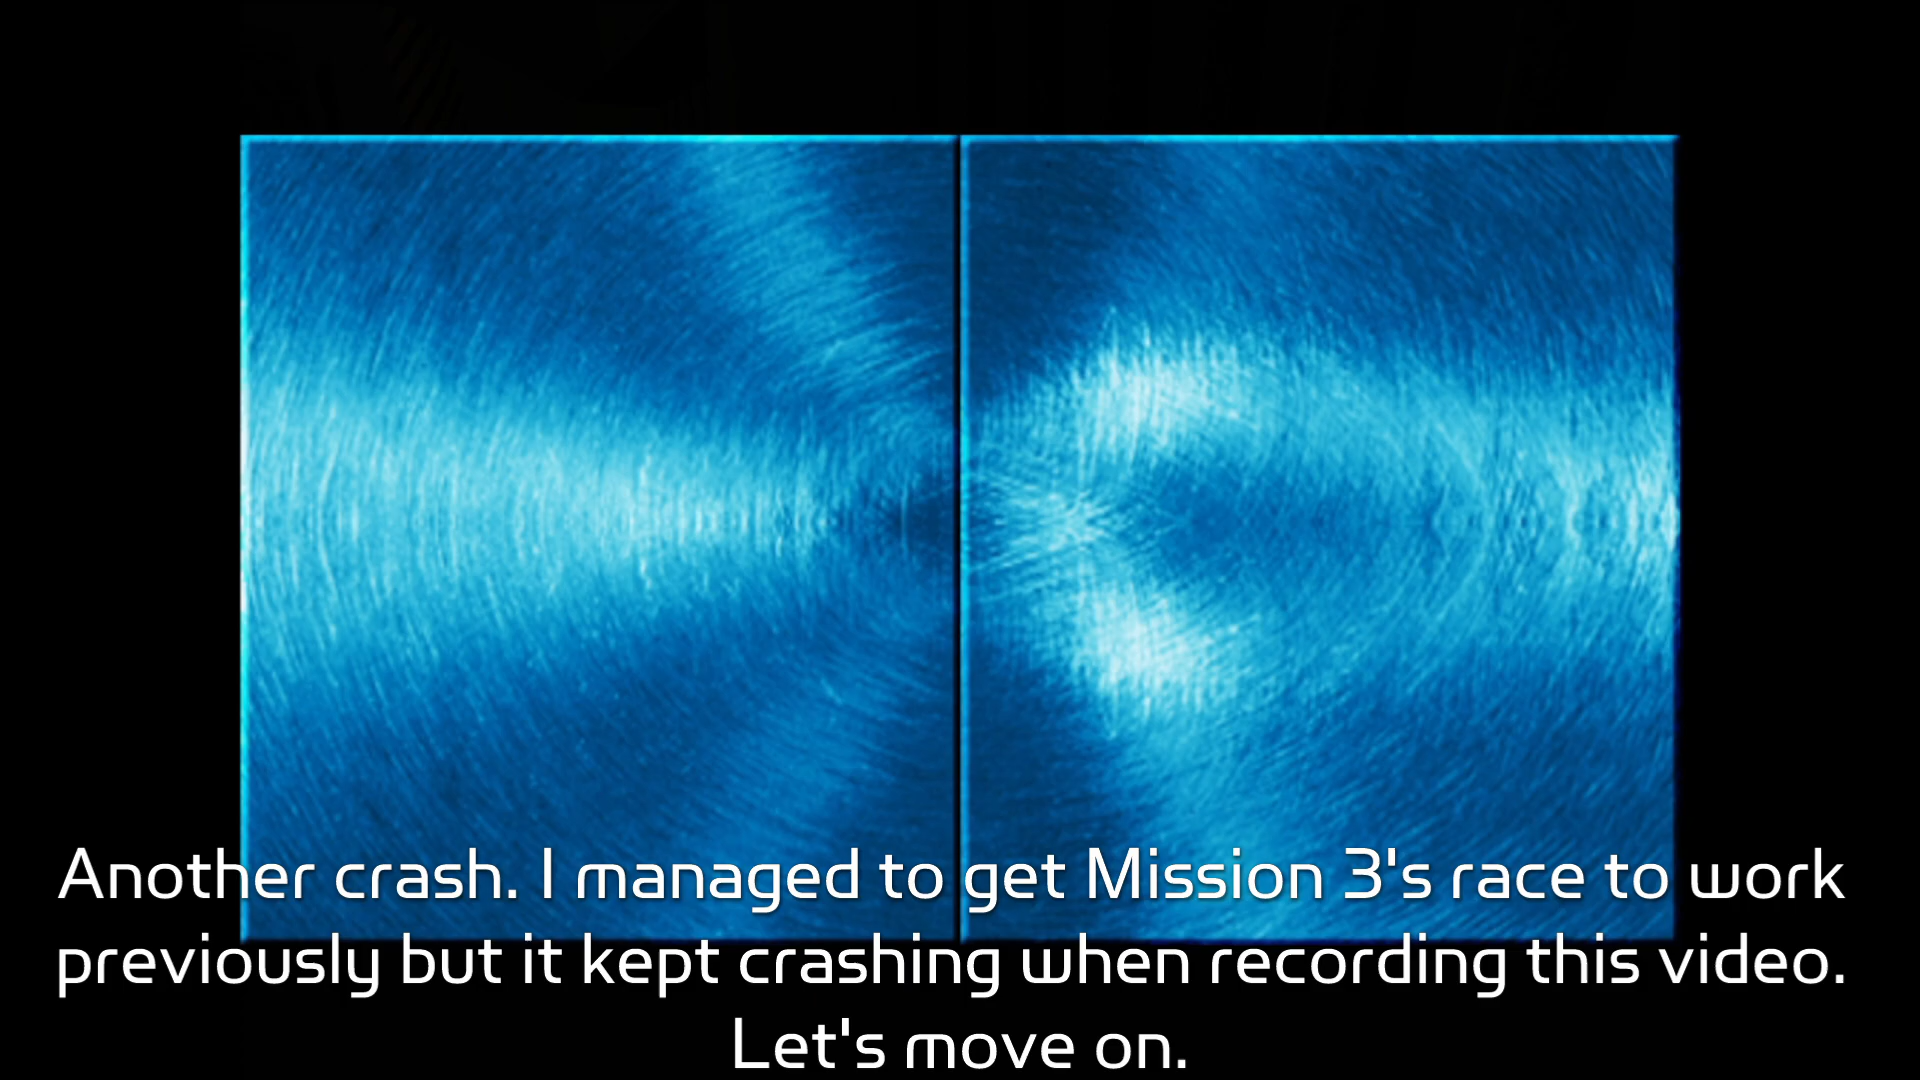 Another crash. I managed to get Mission 3's race to work
previously but it kept crashing when recording this video.
Let's move on.